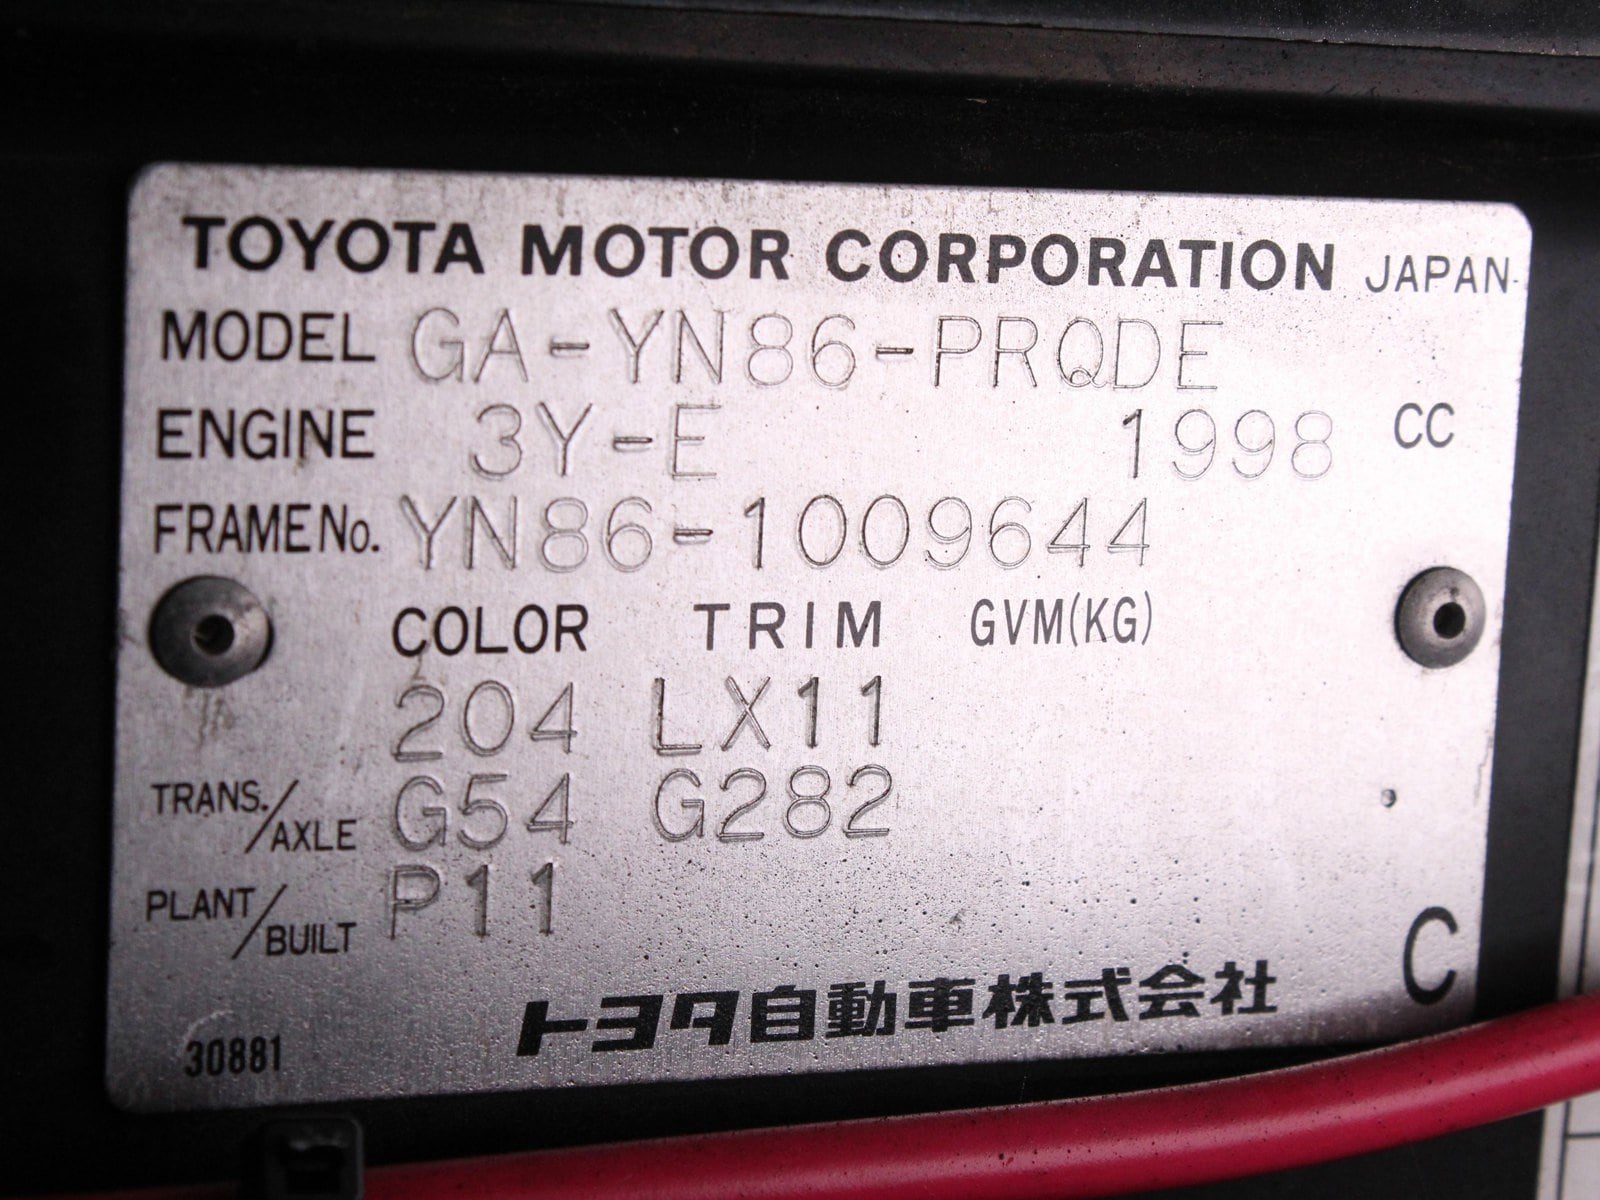 TOYOTA MOTOR CORPORATION JAPAN
MODEL GA-YN86-PRQDE
ENGINE 3Y-E 1998 CC
FRAME No. YN86-1009644
COLOR TRIM GVM(KG)
204 LX11
TRANS./AXLE G54 G282
PLANT/BUILT P11
C
トヨタ自動車株式会社
30881